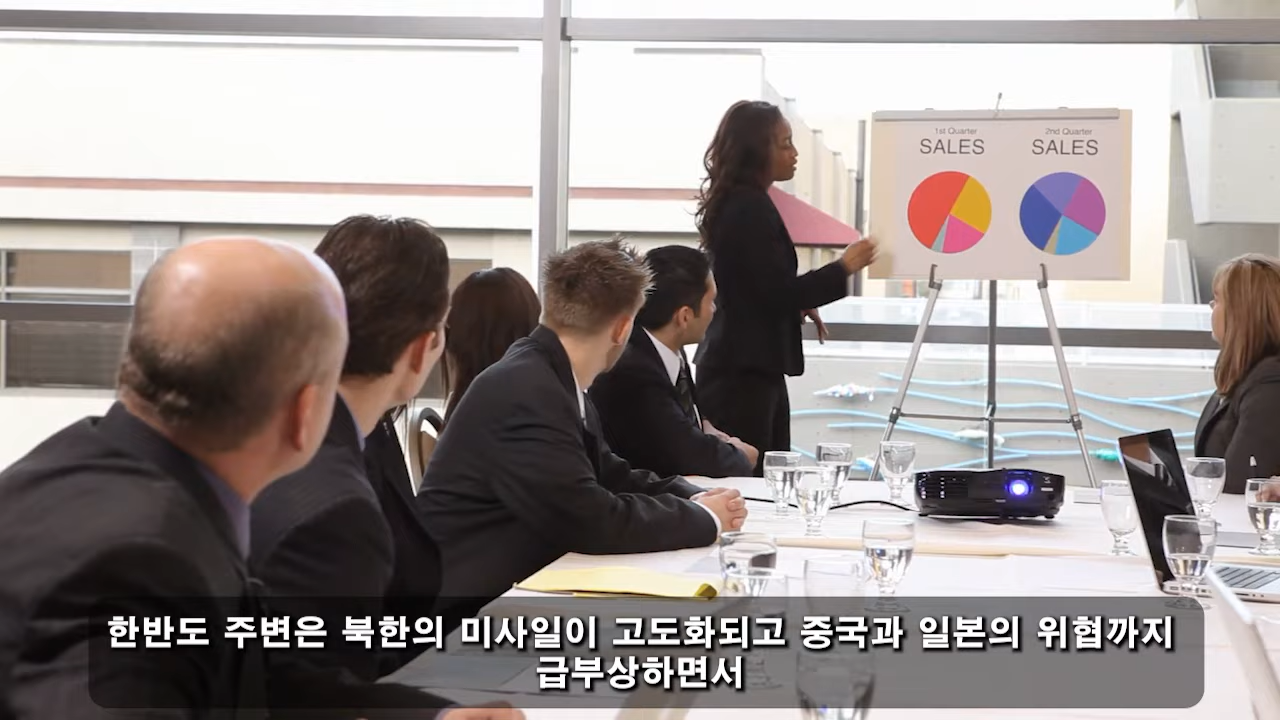 1st Quarter
SALES
2nd Quarter
SALES
한반도 주변은 북한의 미사일이 고도화되고 중국과 일본의 위협까지
급부상하면서